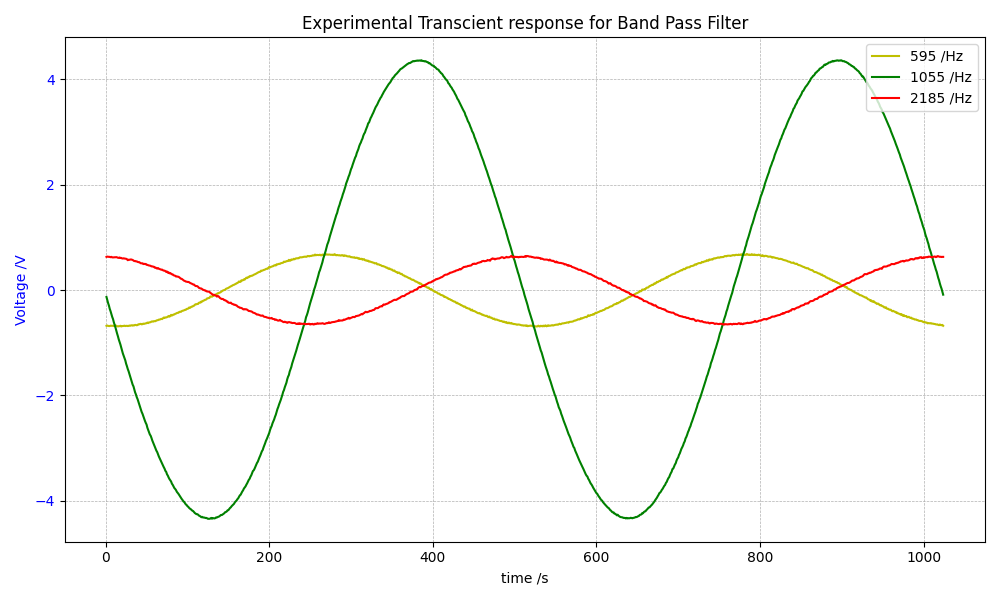 Experimental Transcient response for Band Pass Filter
595 /Hz
1055 /Hz
2185 /Hz
Voltage /V
4
2
0
−2
−4
0 200 400 600 800 1000
time /s